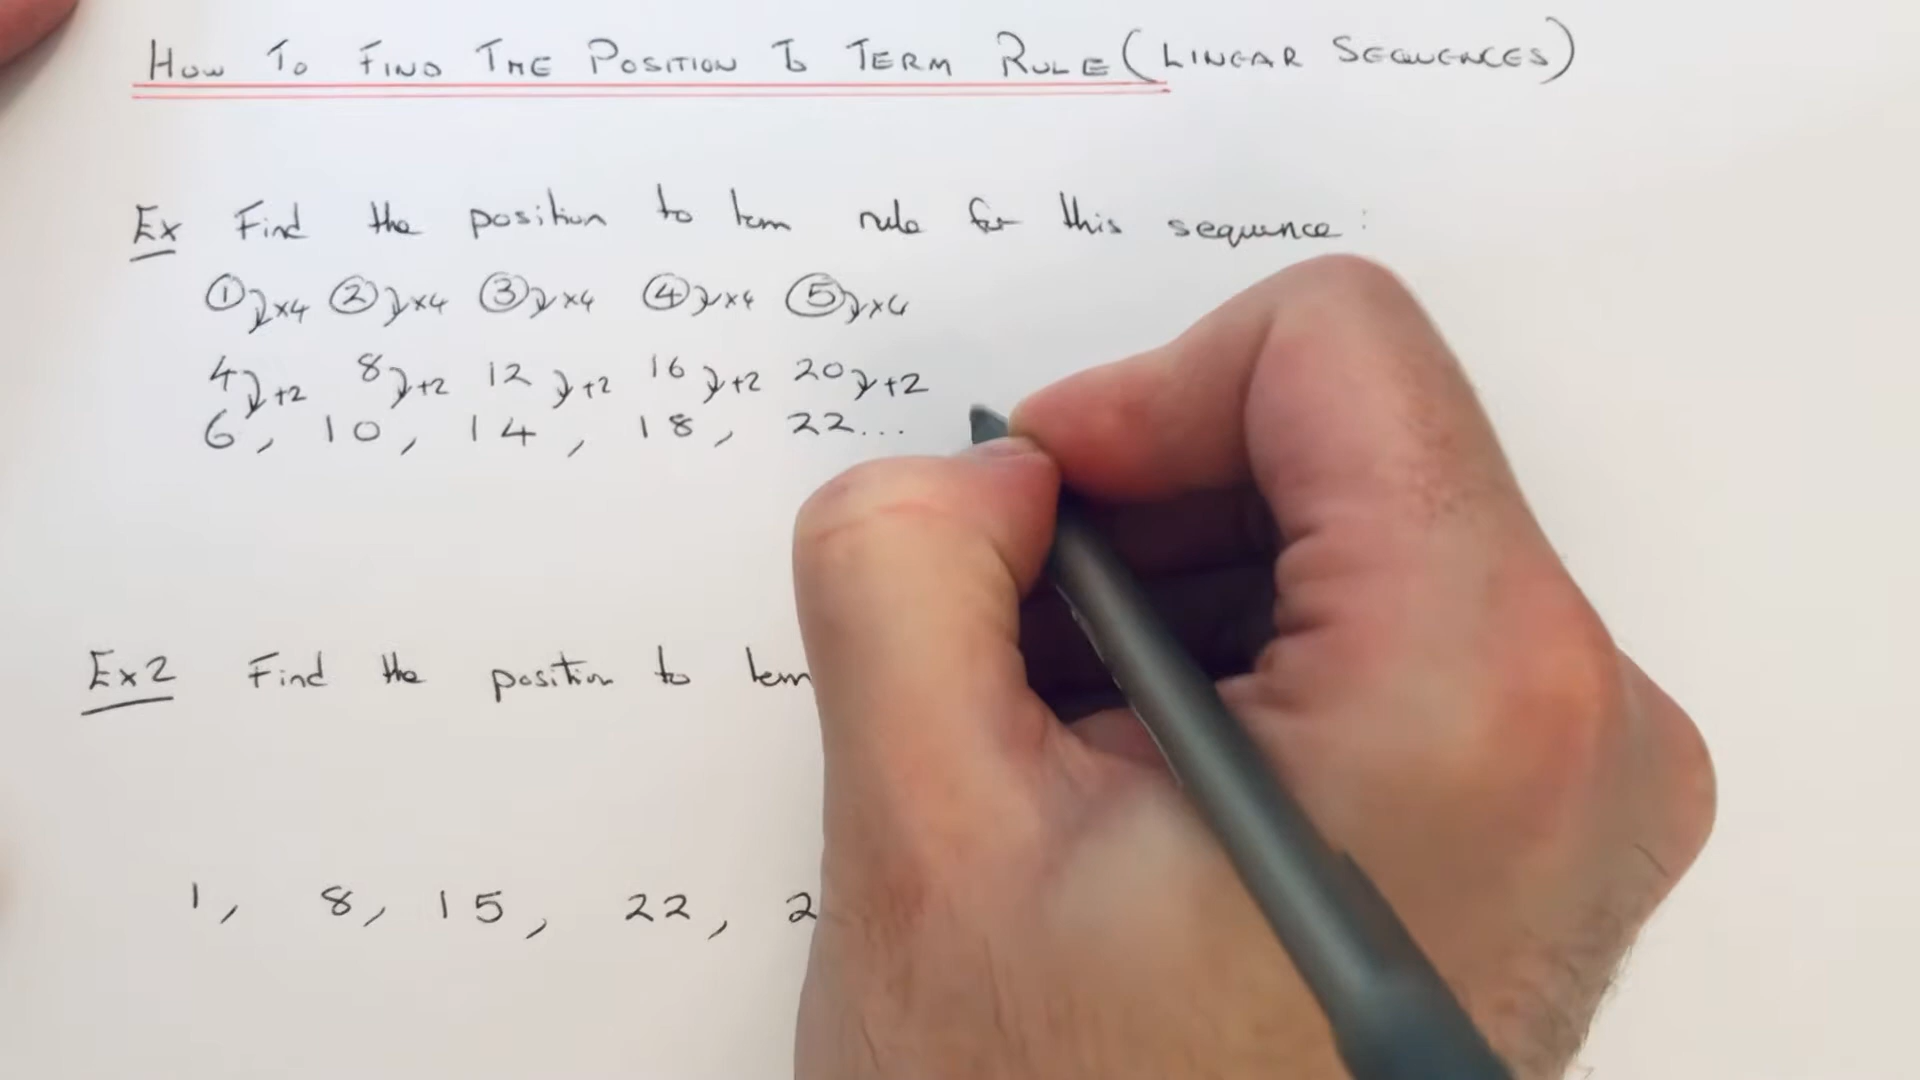 HOW TO FIND THE POSITION TO TERM RULE (LINEAR SEQUENCES)
Ex Find the position to term rule for this sequence:
① ×4 ② ×4 ③ ×4 ④ ×4 ⑤ ×4
4 +2 8 +2 12 +2 16 +2 20 +2
6, 10, 14, 18, 22...
Ex2 Find the position to term
1, 8, 15, 22, 2